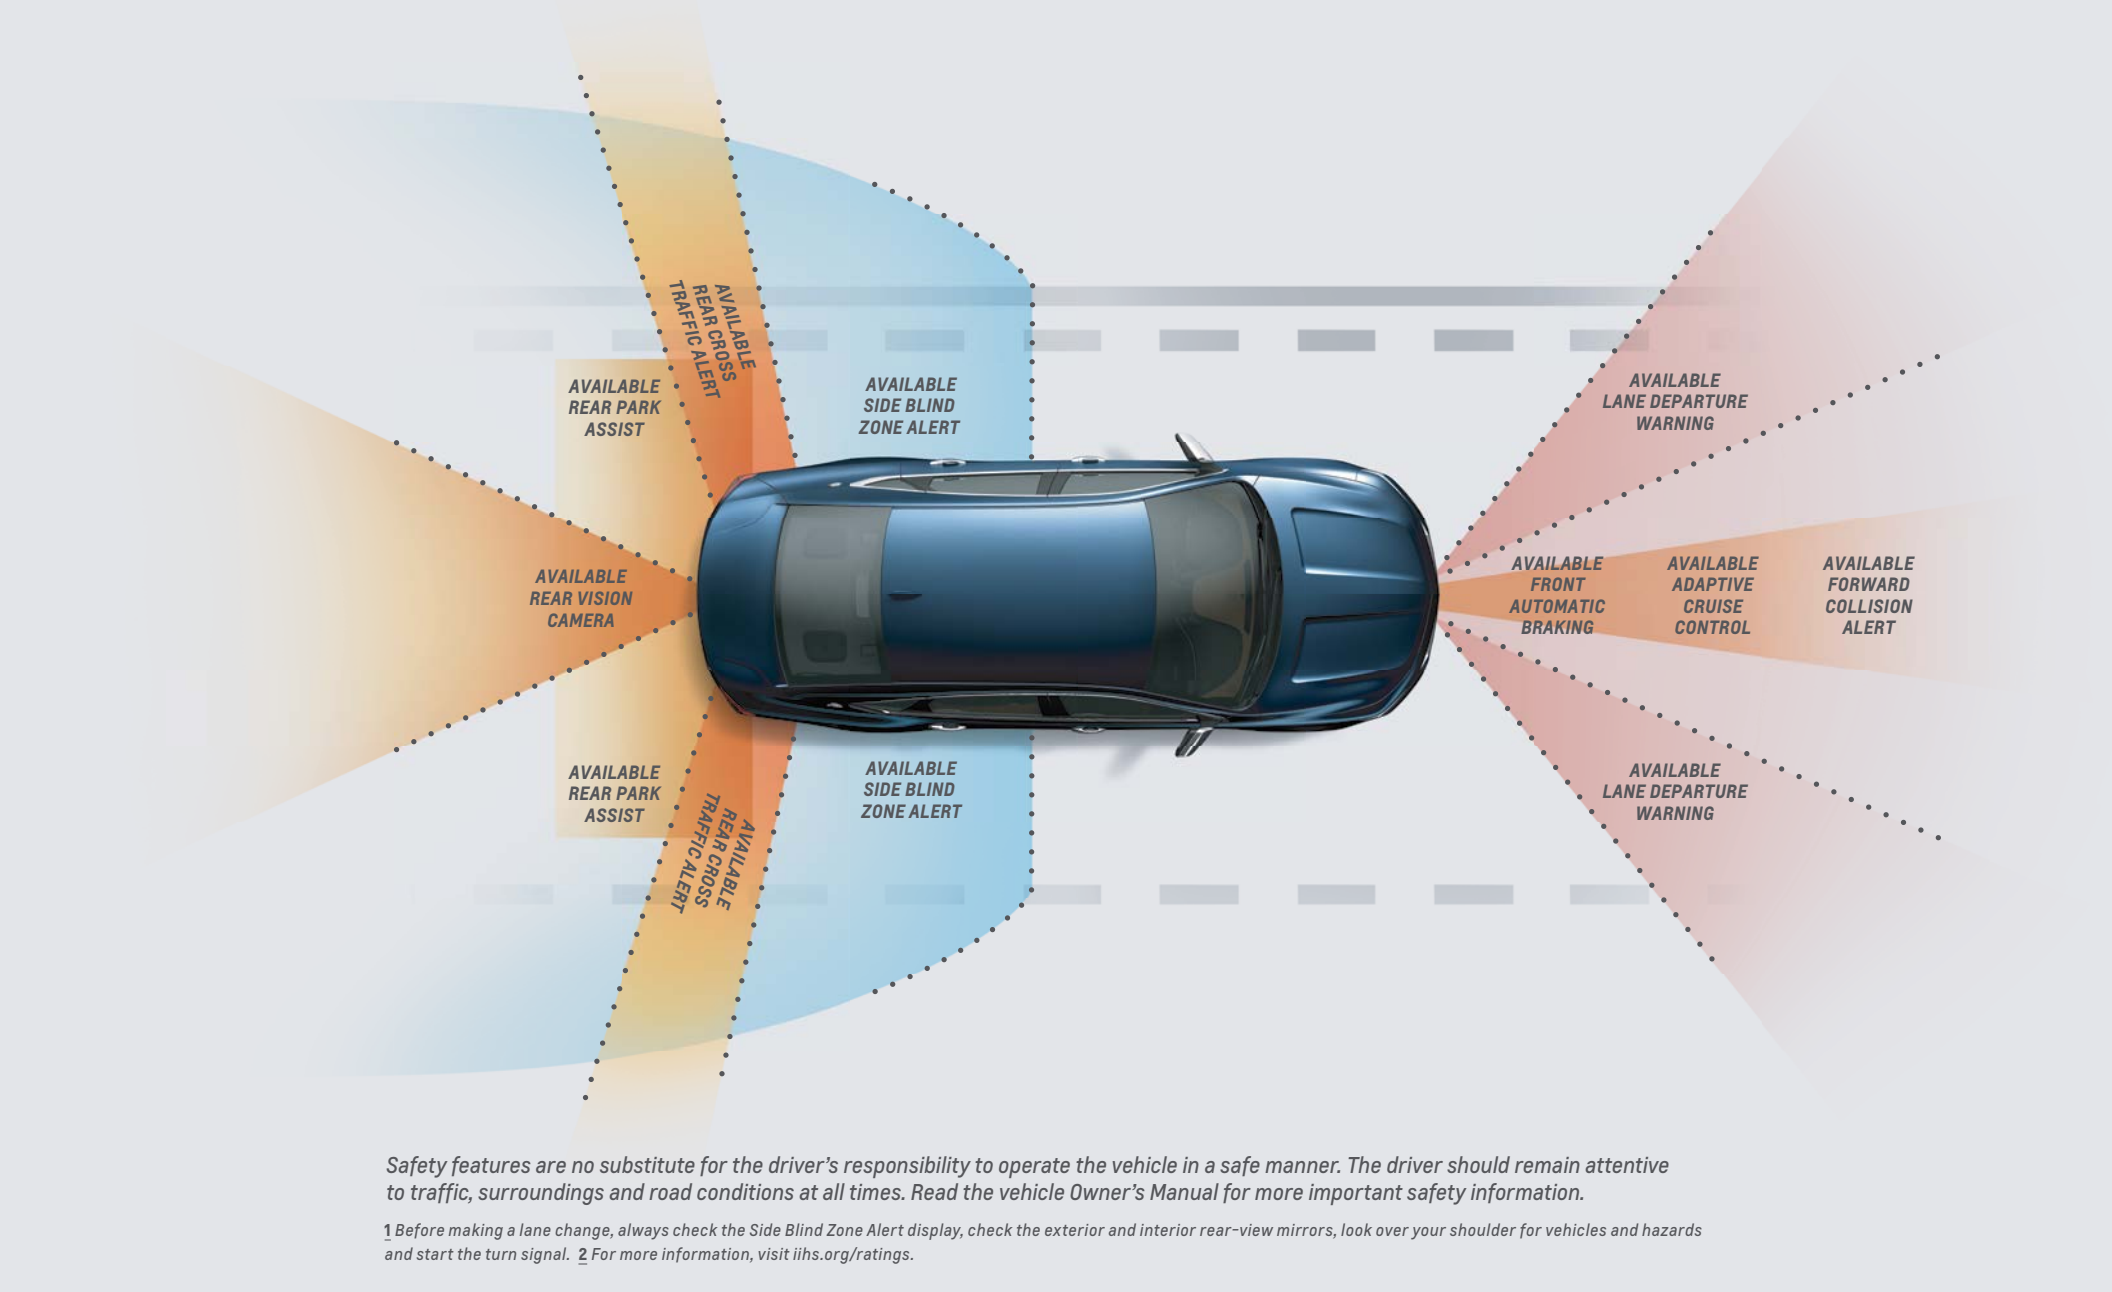 AVAILABLE
REAR CROSS
TRAFFIC ALERT
AVAILABLE
REAR PARK
ASSIST
AVAILABLE
SIDE BLIND
ZONE ALERT
AVAILABLE
LANE DEPARTURE
WARNING
AVAILABLE
REAR VISION
CAMERA
AVAILABLE
FRONT
AUTOMATIC
BRAKING
AVAILABLE
ADAPTIVE
CRUISE
CONTROL
AVAILABLE
FORWARD
COLLISION
ALERT
AVAILABLE
REAR PARK
ASSIST
AVAILABLE
SIDE BLIND
ZONE ALERT
AVAILABLE
LANE DEPARTURE
WARNING
AVAILABLE
REAR CROSS
TRAFFIC ALERT
Safety features are no substitute for the driver's responsibility to operate the vehicle in a safe manner. The driver should remain attentive
to traffic, surroundings and road conditions at all times. Read the vehicle Owner's Manual for more important safety information.
1 Before making a lane change, always check the Side Blind Zone Alert display, check the exterior and interior rear-view mirrors, look over your shoulder for vehicles and hazards
and start the turn signal. 2 For more information, visit iihs.org/ratings.